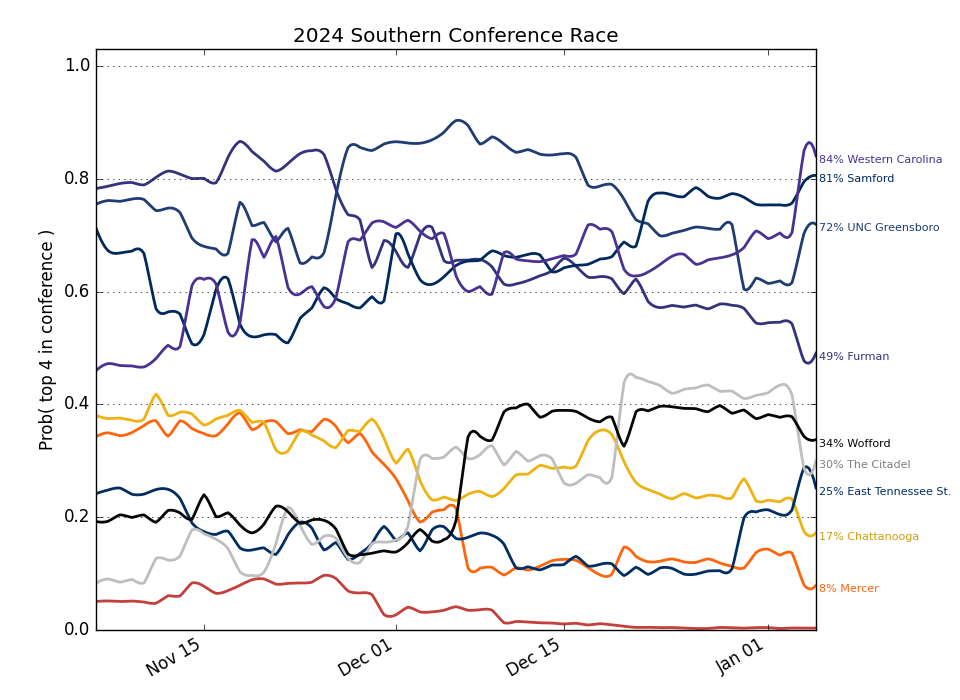 2024 Southern Conference Race
Prob( top 4 in conference )
1.0
0.8
0.6
0.4
0.2
0.0
Nov 15
Dec 01
Dec 15
Jan 01
84% Western Carolina
81% Samford
72% UNC Greensboro
49% Furman
34% Wofford
30% The Citadel
25% East Tennessee St.
17% Chattanooga
8% Mercer